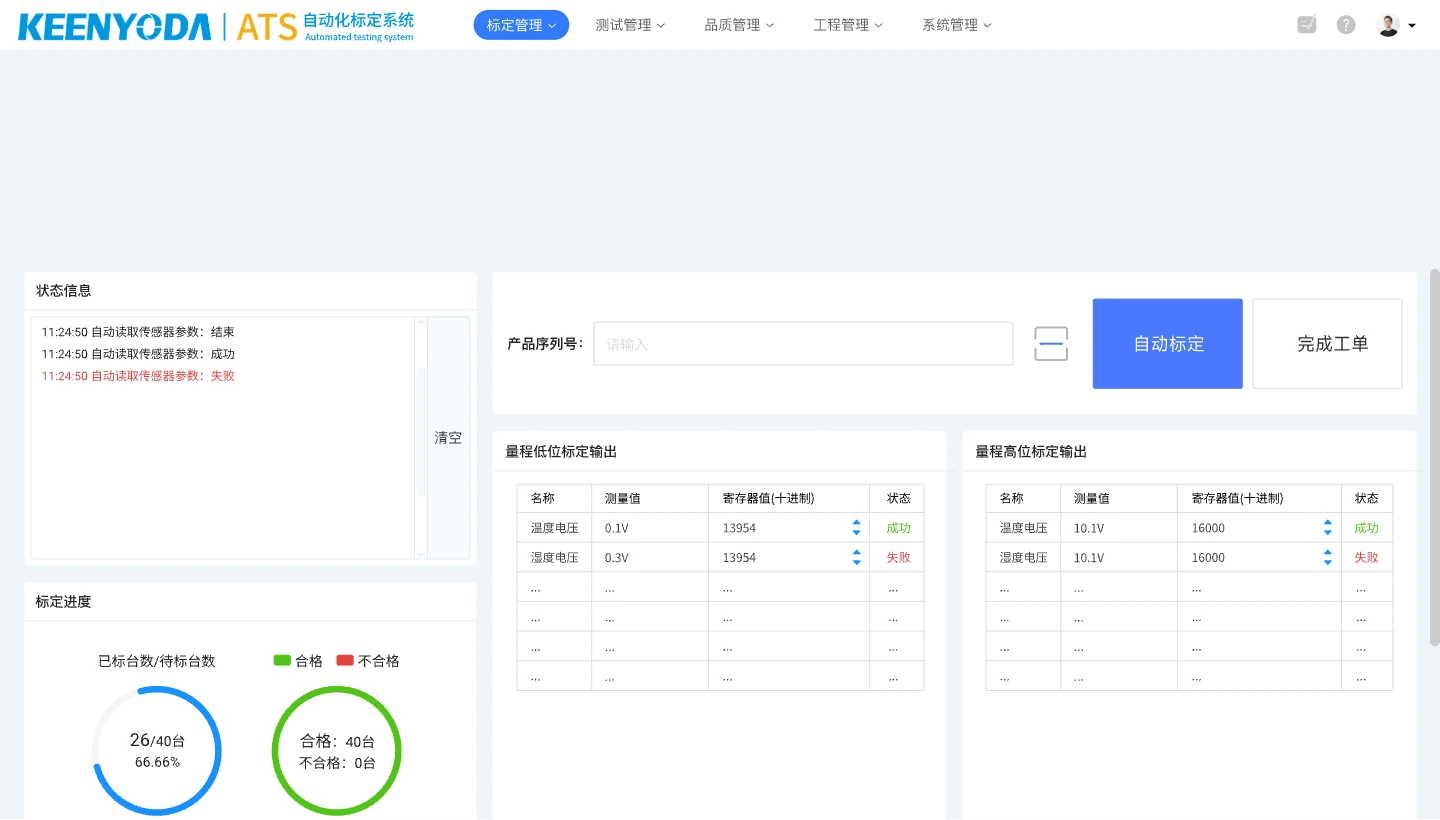 KEENYODA ATS 自动化标定系统
Automated testing system
标定管理 测试管理 品质管理 工程管理 系统管理
状态信息
11:24:50 自动读取传感器参数：结束
11:24:50 自动读取传感器参数：成功
11:24:50 自动读取传感器参数：失败
清空
产品序列号： 请输入 自动标定 完成工单
标定进度
已标台数/待标台数 合格 不合格
26/40台
66.66%
合格：40台
不合格：0台
量程低位标定输出
名称 测量值 寄存器值(十进制) 状态
温度电压 0.1V 13954 成功
湿度电压 0.3V 13954 失败
... ... ... ...
... ... ... ...
... ... ... ...
... ... ... ...
量程高位标定输出
名称 测量值 寄存器值(十进制) 状态
温度电压 10.1V 16000 成功
湿度电压 10.1V 16000 失败
... ... ... ...
... ... ... ...
... ... ... ...
... ... ... ...